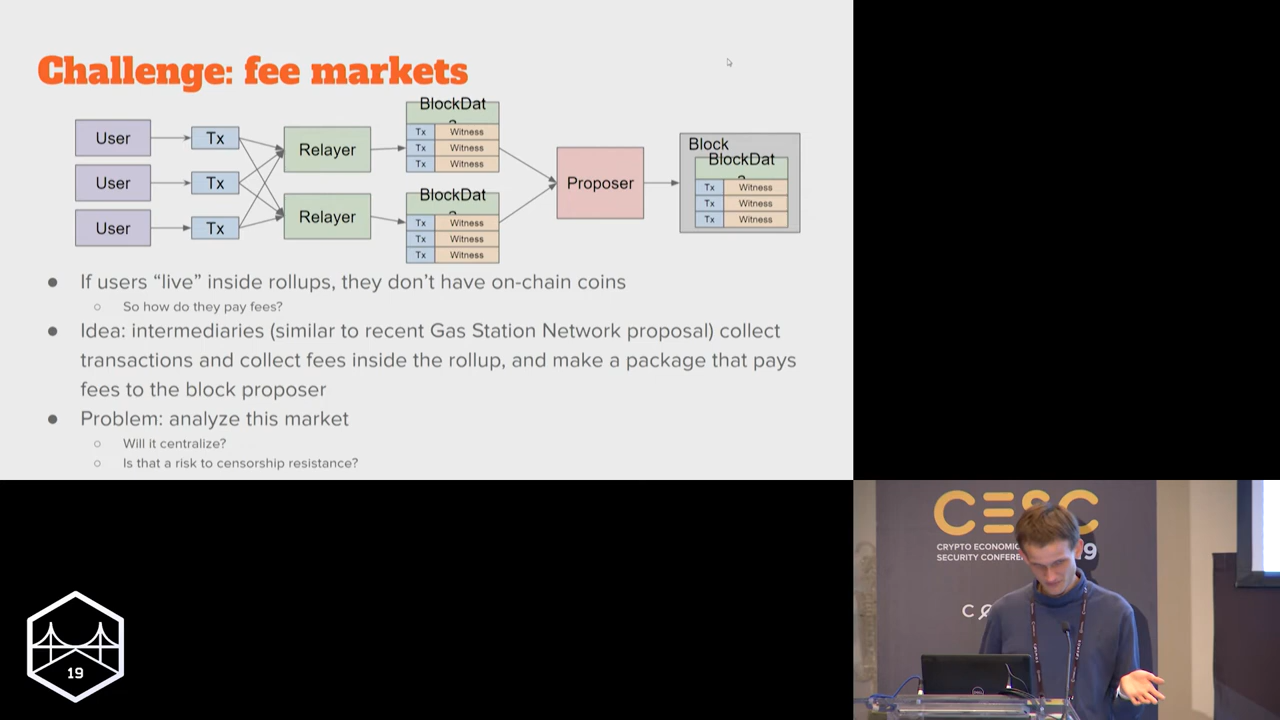 Challenge: fee markets
User
Tx
User
Tx
User
Tx
Relayer
Relayer
BlockDat
Tx Witness
Tx Witness
Tx Witness
BlockDat
Tx Witness
Tx Witness
Tx Witness
Proposer
Block
BlockDat
Tx Witness
Tx Witness
Tx Witness
● If users “live” inside rollups, they don’t have on-chain coins
○ So how do they pay fees?
● Idea: intermediaries (similar to recent Gas Station Network proposal) collect
transactions and collect fees inside the rollup, and make a package that pays
fees to the block proposer
● Problem: analyze this market
○ Will it centralize?
○ Is that a risk to censorship resistance?
19
CESC
CRYPTO ECONOMIC
SECURITY
9